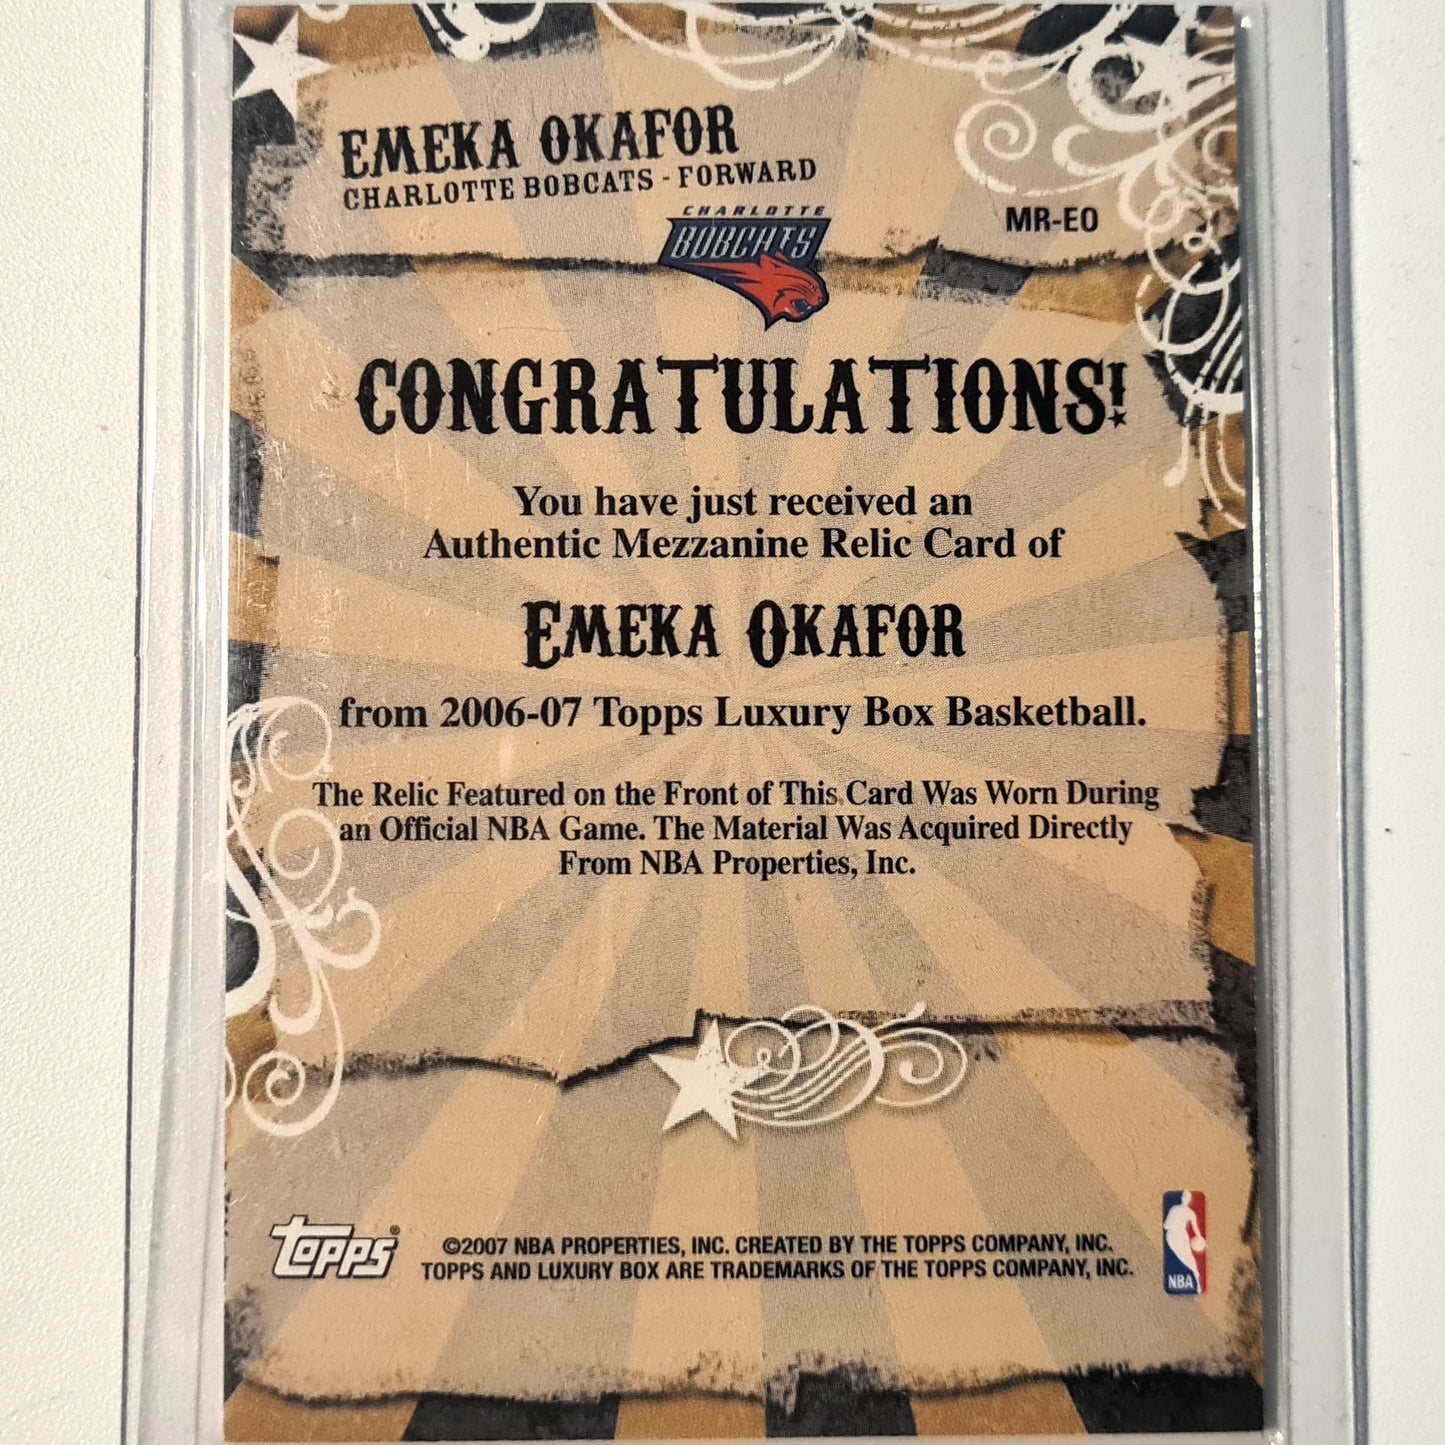 EMEKA OKAFOR
CHARLOTTE BOBCATS - FORWARD
CHARLOTTE
BOBCATS
MR-EO
CONGRATULATIONS!
You have just received an
Authentic Mezzanine Relic Card of
EMEKA OKAFOR
from 2006-07 Topps Luxury Box Basketball.
The Relic Featured on the Front of This Card Was Worn During
an Official NBA Game. The Material Was Acquired Directly
From NBA Properties, Inc.
topps®
©2007 NBA PROPERTIES, INC. CREATED BY THE TOPPS COMPANY, INC.
TOPPS AND LUXURY BOX ARE TRADEMARKS OF THE TOPPS COMPANY, INC.
NBA